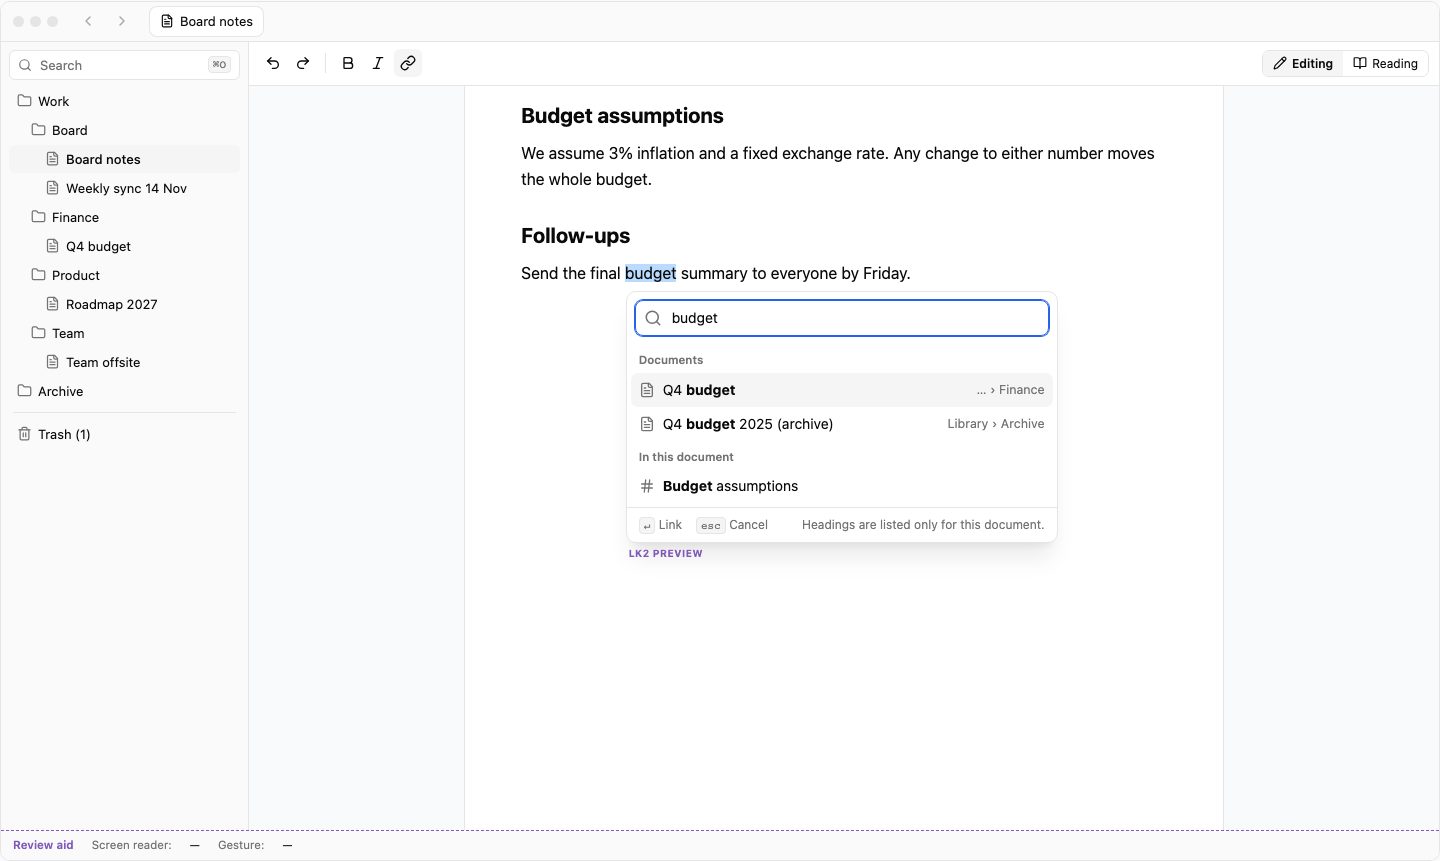 Board notes
Search ⌘O
Work
Board
Board notes
Weekly sync 14 Nov
Finance
Q4 budget
Product
Roadmap 2027
Team
Team offsite
Archive
Trash (1)
B I
Editing Reading
Budget assumptions
We assume 3% inflation and a fixed exchange rate. Any change to either number moves
the whole budget.
Follow-ups
Send the final budget summary to everyone by Friday.
budget
Documents
Q4 budget … › Finance
Q4 budget 2025 (archive) Library › Archive
In this document
# Budget assumptions
↵ Link esc Cancel Headings are listed only for this document.
LK2 PREVIEW
Review aid Screen reader: — Gesture: —